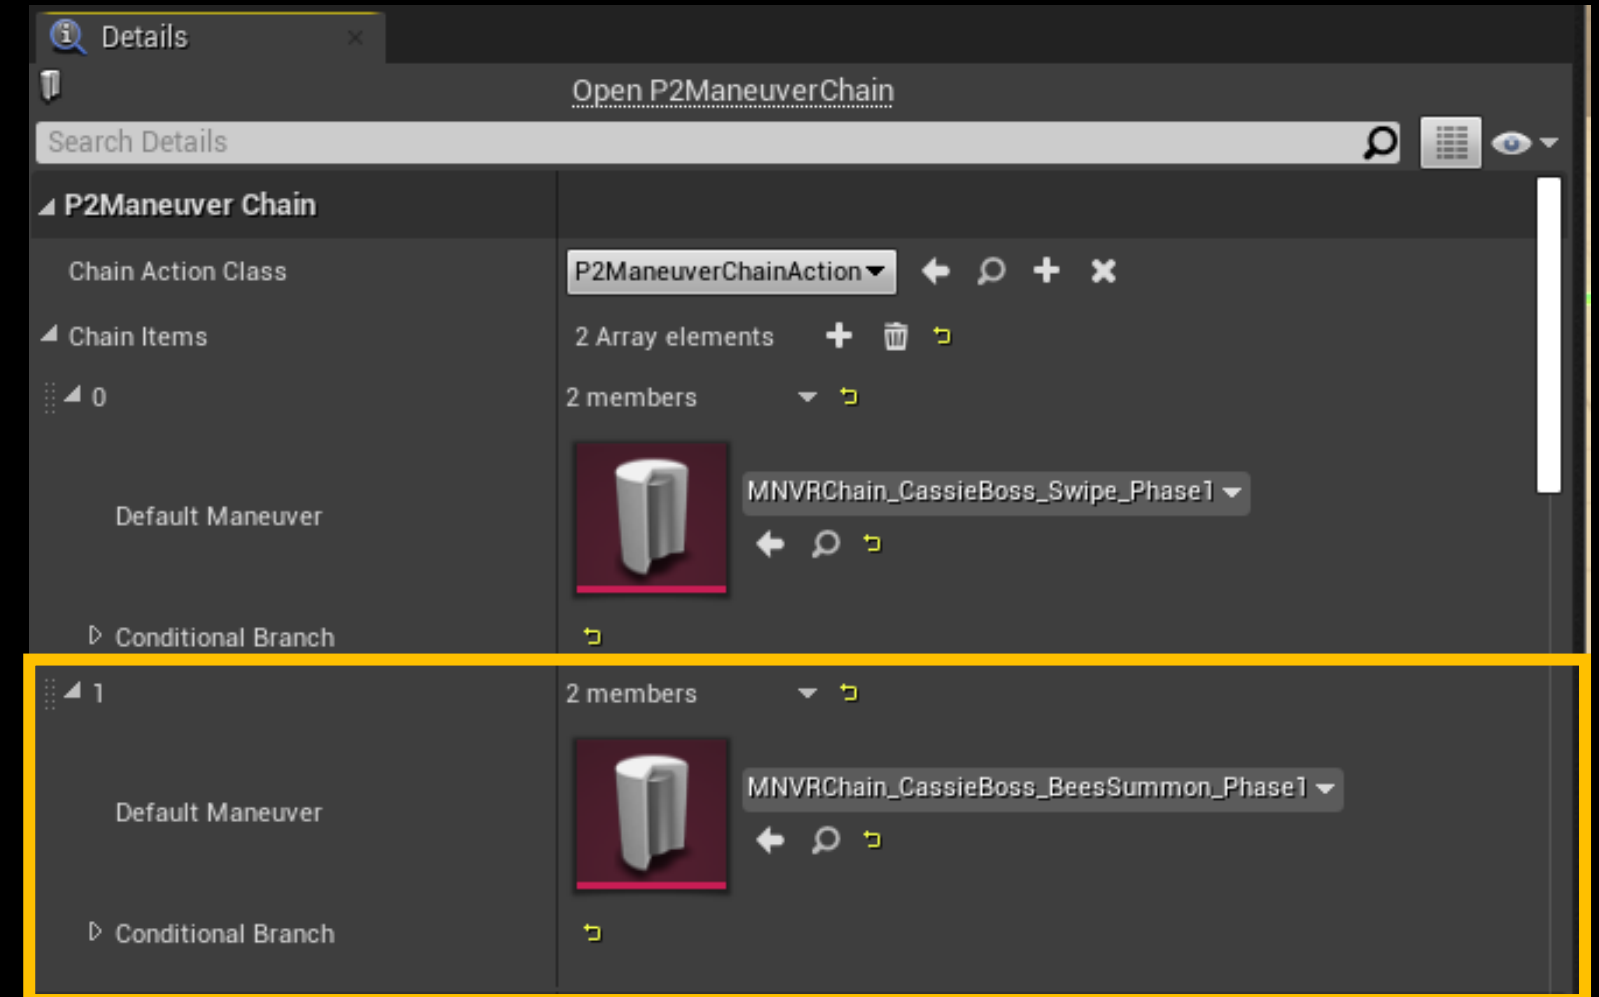 Details
Open P2ManeuverChain
Search Details
P2Maneuver Chain
Chain Action Class P2ManeuverChainAction
Chain Items 2 Array elements
0 2 members
Default Maneuver MNVRChain_CassieBoss_Swipe_Phase1
Conditional Branch
1 2 members
Default Maneuver MNVRChain_CassieBoss_BeesSummon_Phase1
Conditional Branch